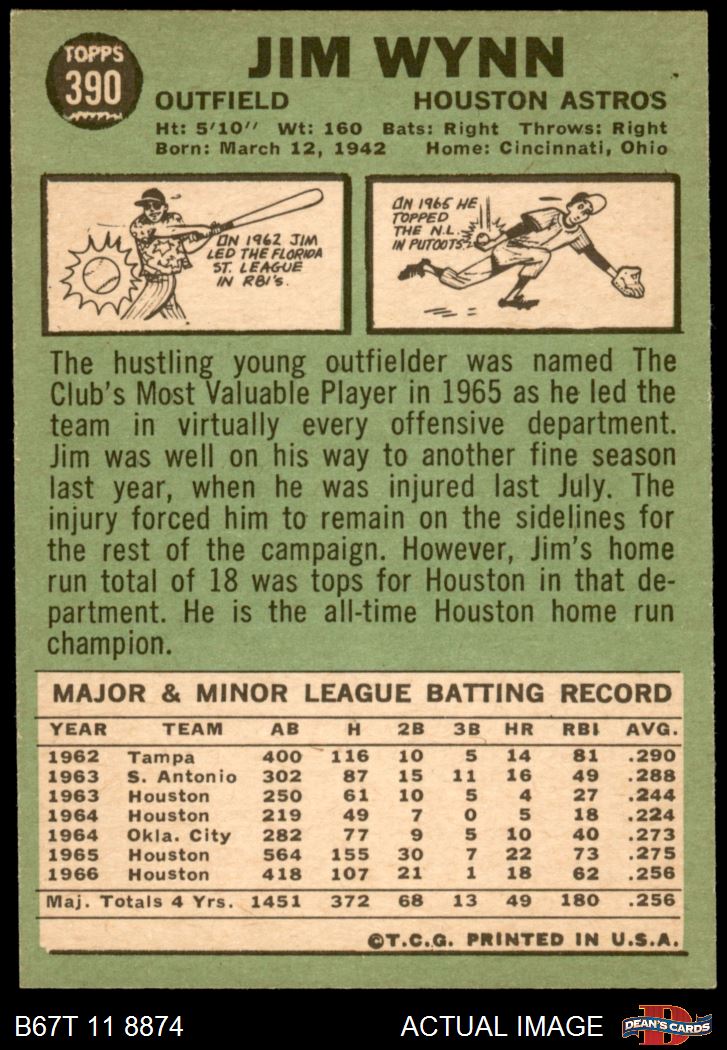 TOPPS
390
JIM WYNN
OUTFIELD HOUSTON ASTROS
Ht: 5'10" Wt: 160 Bats: Right Throws: Right
Born: March 12, 1942 Home: Cincinnati, Ohio
IN 1962 JIM
LED THE FLORIDA
ST. LEAGUE
IN RBI's.
IN 1965 HE
TOPPED
THE N.L.
IN PUTOUTS.
The hustling young outfielder was named The
Club's Most Valuable Player in 1965 as he led the
team in virtually every offensive department.
Jim was well on his way to another fine season
last year, when he was injured last July. The
injury forced him to remain on the sidelines for
the rest of the campaign. However, Jim's home
run total of 18 was tops for Houston in that de-
partment. He is the all-time Houston home run
champion.
MAJOR & MINOR LEAGUE BATTING RECORD
YEAR TEAM AB H 2B 3B HR RBI AVG.
1962 Tampa 400 116 10 5 14 81 .290
1963 S. Antonio 302 87 15 11 16 49 .288
1963 Houston 250 61 10 5 4 27 .244
1964 Houston 219 49 7 0 5 18 .224
1964 Okla. City 282 77 9 5 10 40 .273
1965 Houston 564 155 30 7 22 73 .275
1966 Houston 418 107 21 1 18 62 .256
Maj. Totals 4 Yrs. 1451 372 68 13 49 180 .256
©T.C.G. PRINTED IN U.S.A.
B67T 11 8874 ACTUAL IMAGE
D
DEAN'S CARDS